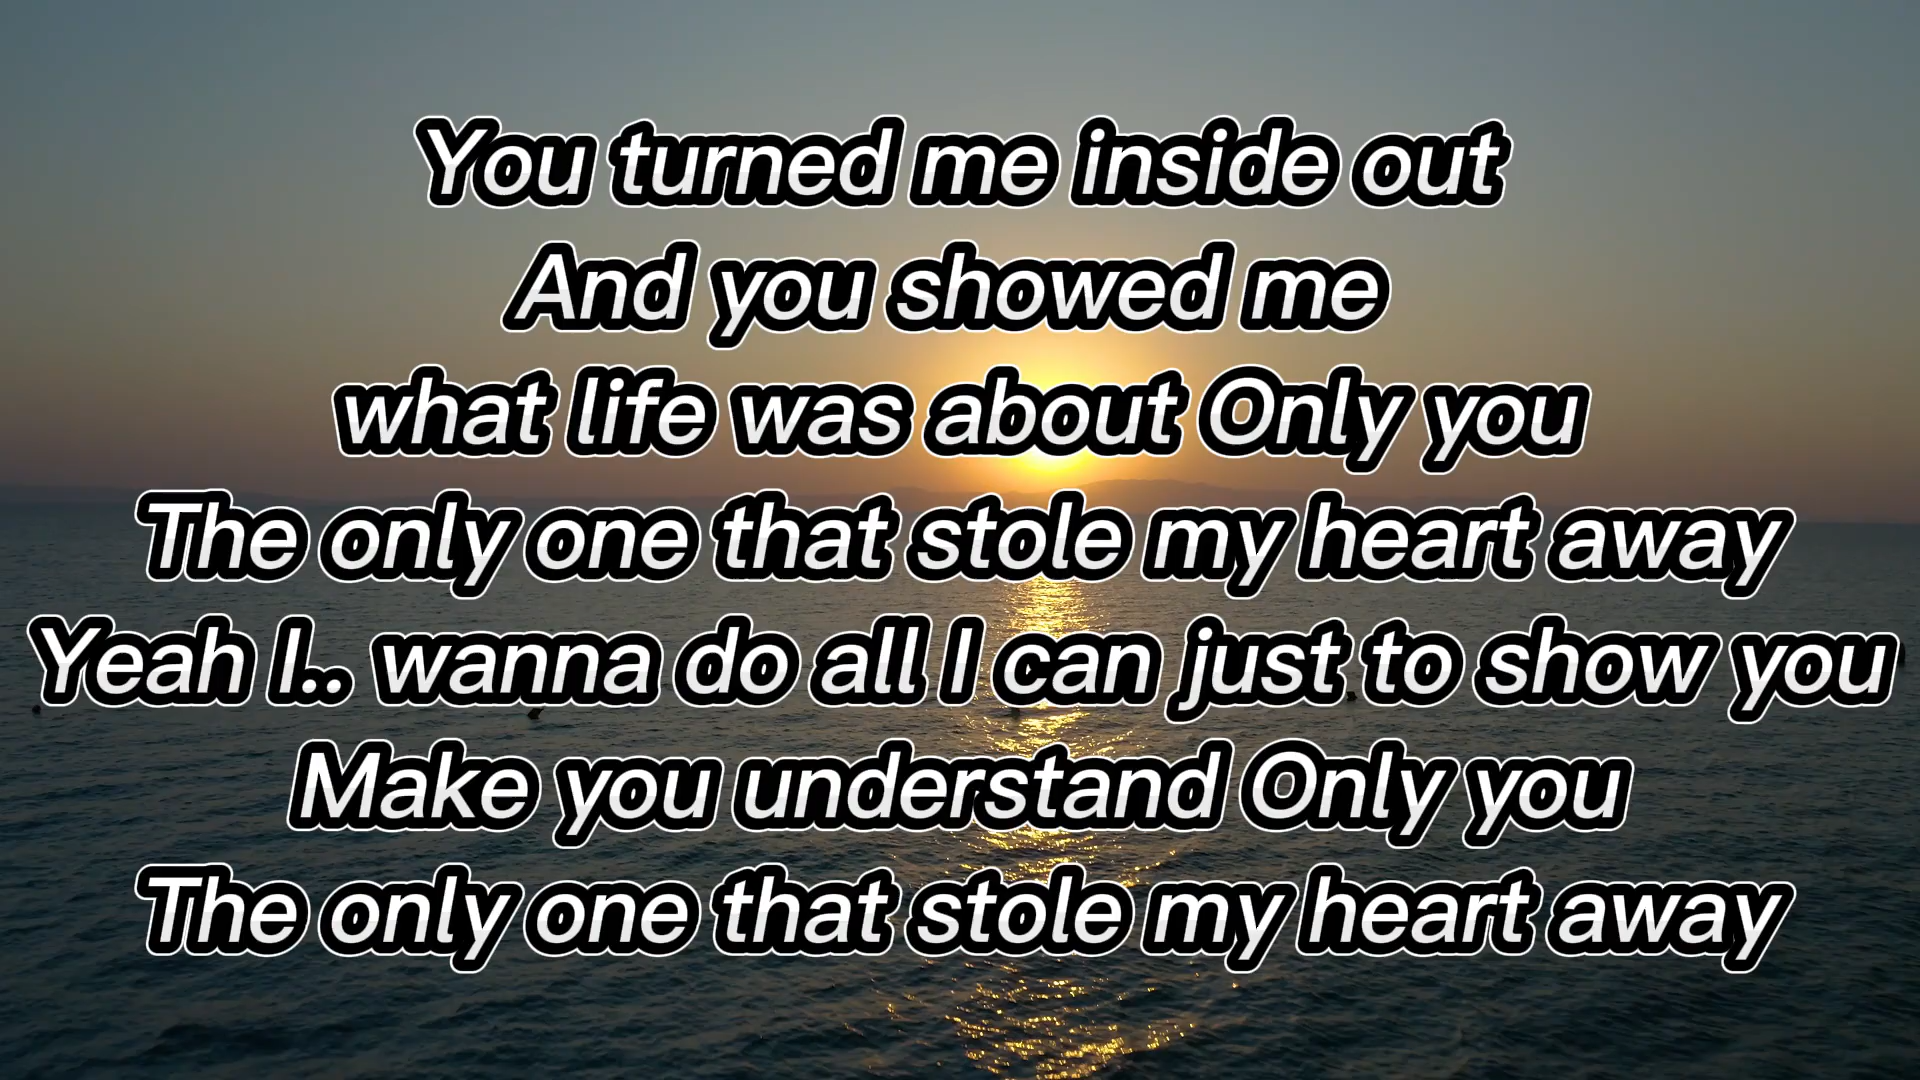 You turned me inside out
And you showed me
what life was about Only you
The only one that stole my heart away
Yeah I.. wanna do all I can just to show you
Make you understand Only you
The only one that stole my heart away